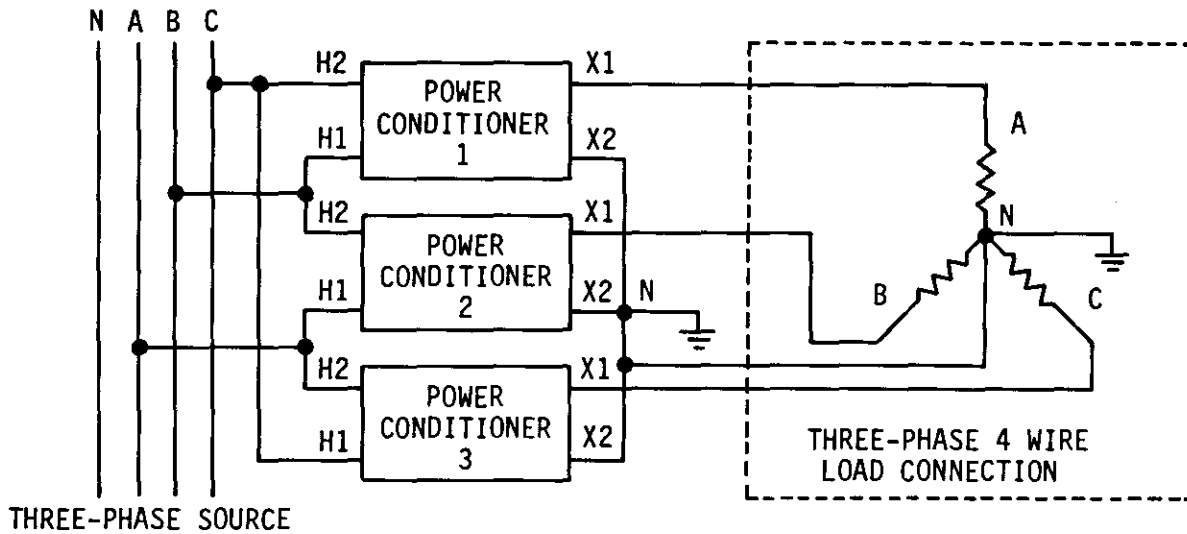 N A B C
H2
POWER
CONDITIONER
1
X1
H1
X2
H2
POWER
CONDITIONER
2
X1
H1
X2
N
H2
POWER
CONDITIONER
3
X1
H1
X2
A
N
B
C
THREE-PHASE 4 WIRE
LOAD CONNECTION
THREE-PHASE SOURCE